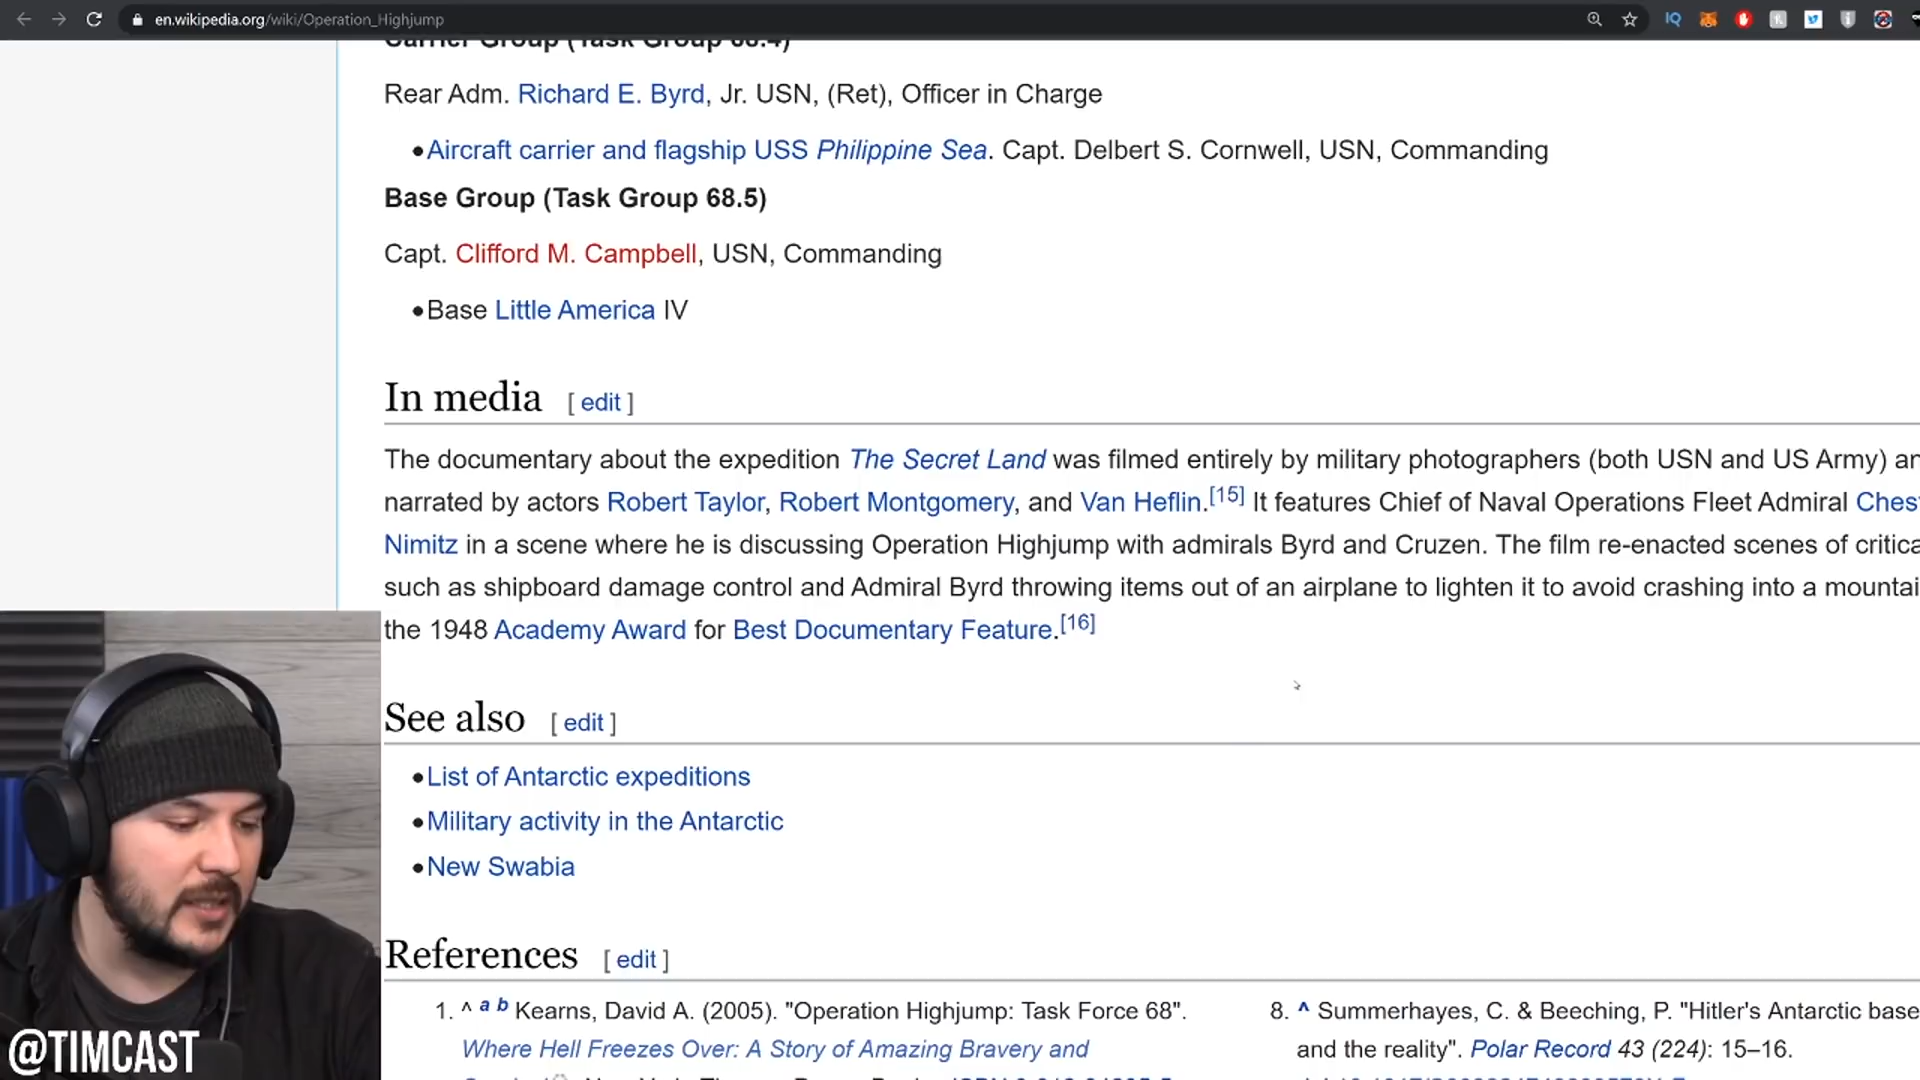 en.wikipedia.org/wiki/Operation_Highjump
Carrier Group (Task Group 68.4)
Rear Adm. Richard E. Byrd, Jr. USN, (Ret), Officer in Charge
•Aircraft carrier and flagship USS Philippine Sea. Capt. Delbert S. Cornwell, USN, Commanding
Base Group (Task Group 68.5)
Capt. Clifford M. Campbell, USN, Commanding
•Base Little America IV
In media [ edit ]
The documentary about the expedition The Secret Land was filmed entirely by military photographers (both USN and US Army) an
narrated by actors Robert Taylor, Robert Montgomery, and Van Heflin.[15] It features Chief of Naval Operations Fleet Admiral Ches
Nimitz in a scene where he is discussing Operation Highjump with admirals Byrd and Cruzen. The film re-enacted scenes of critica
such as shipboard damage control and Admiral Byrd throwing items out of an airplane to lighten it to avoid crashing into a mountai
the 1948 Academy Award for Best Documentary Feature.[16]
See also [ edit ]
•List of Antarctic expeditions
•Military activity in the Antarctic
•New Swabia
References [ edit ]
1. ^ a b Kearns, David A. (2005). "Operation Highjump: Task Force 68".
Where Hell Freezes Over: A Story of Amazing Bravery and
8. ^ Summerhayes, C. & Beeching, P. "Hitler's Antarctic base
and the reality". Polar Record 43 (224): 15–16.
@TIMCAST